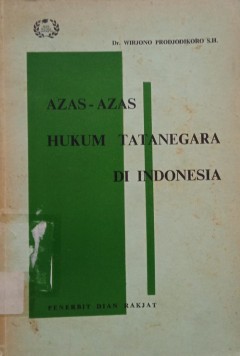 Dr. WIRJONO PRODJODIKORO S.H.
AZAS-AZAS
HUKUM TATANEGARA
DI INDONESIA
PENERBIT DIAN RAKJAT